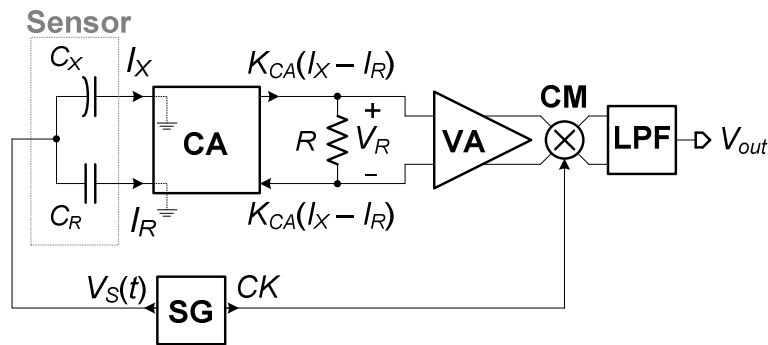 Sensor
C_X
I_X
K_CA(I_X – I_R)
CA
R
+
V_R
–
VA
CM
LPF
V_out
C_R
I_R
K_CA(I_X – I_R)
V_S(t)
SG
CK